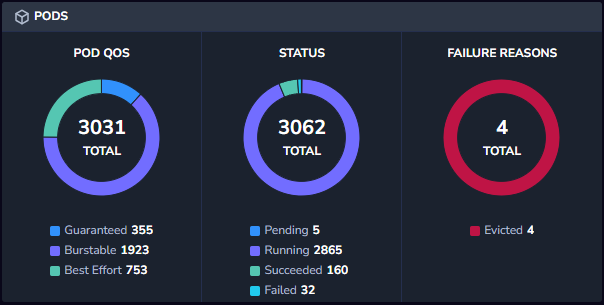 PODS
POD QOS
3031
TOTAL
Guaranteed 355
Burstable 1923
Best Effort 753
STATUS
3062
TOTAL
Pending 5
Running 2865
Succeeded 160
Failed 32
FAILURE REASONS
4
TOTAL
Evicted 4